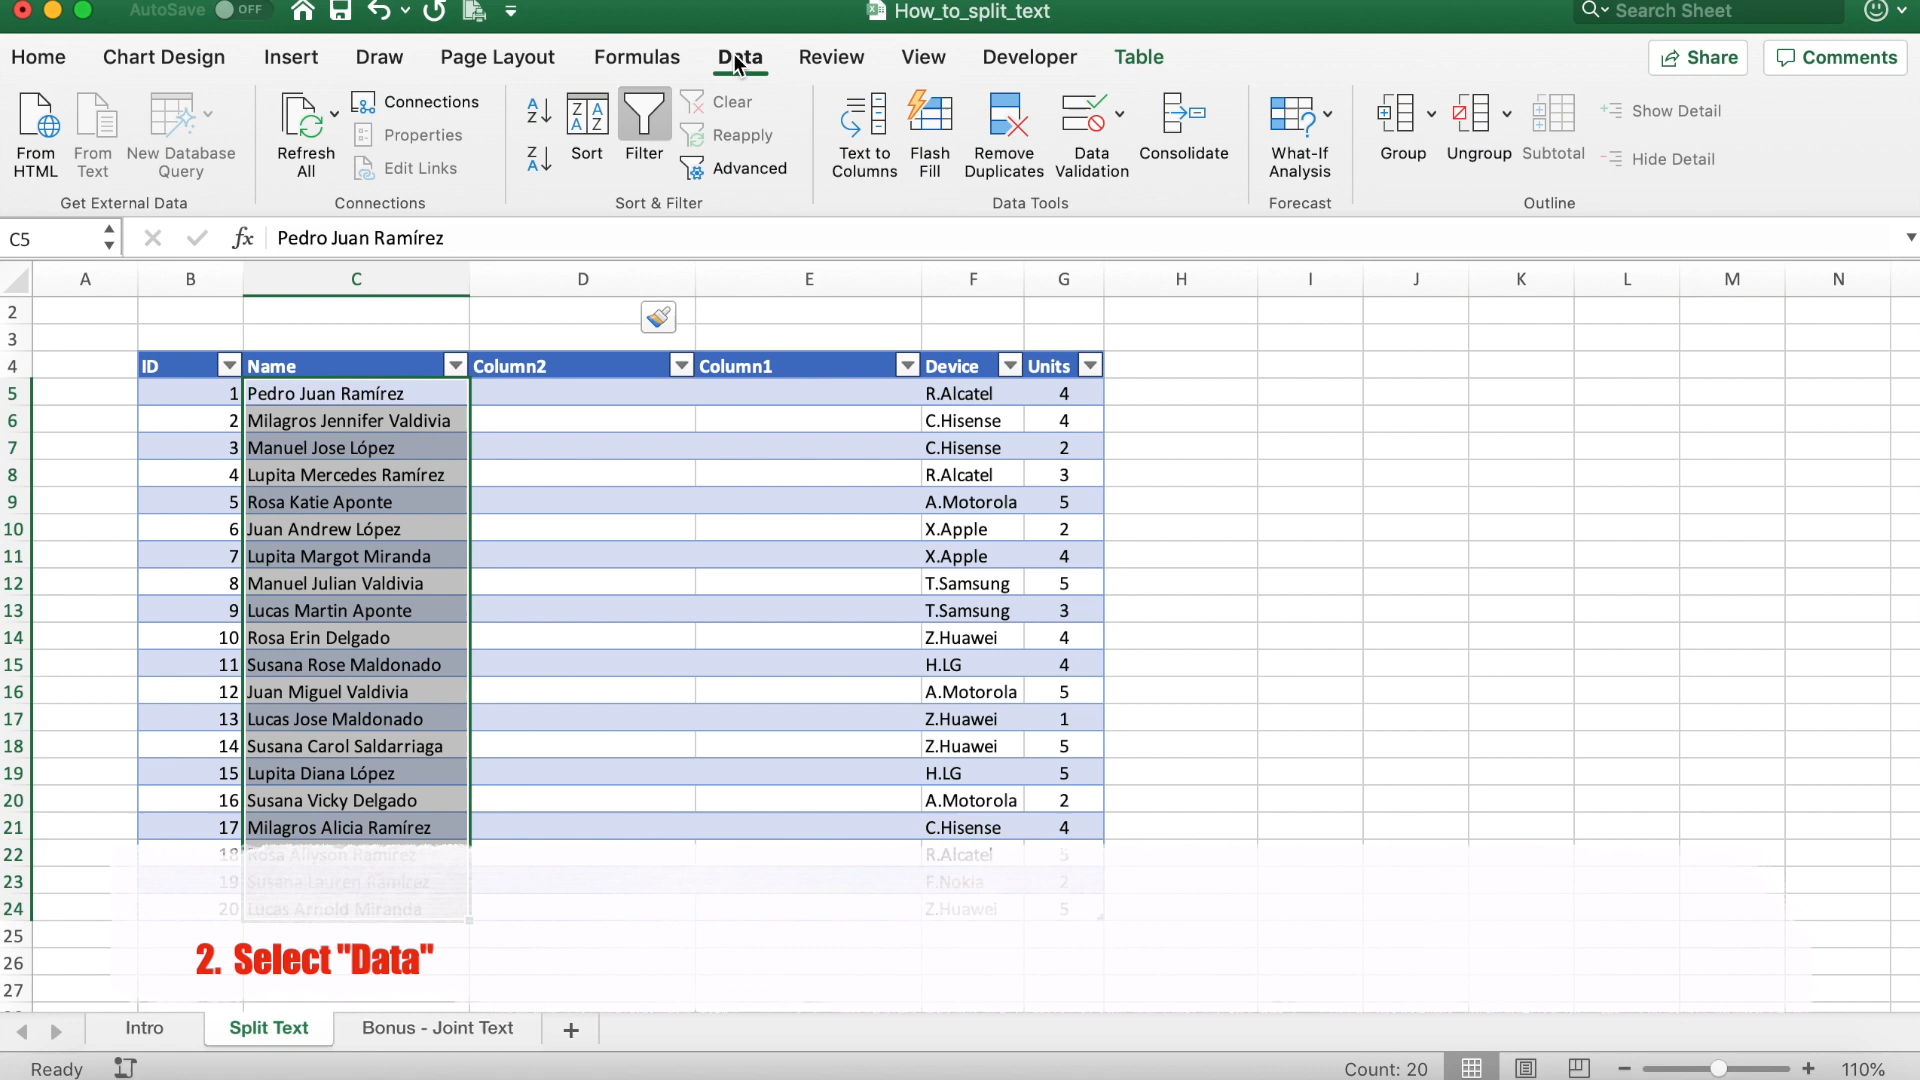 AutoSave OFF How_to_split_text Search Sheet
Home Chart Design Insert Draw Page Layout Formulas Data Review View Developer Table Share Comments
From HTML From Text New Database Query Refresh All Connections Properties Edit Links Sort Filter Clear Reapply Advanced Text to Columns Flash Fill Remove Duplicates Data Validation Consolidate What-If Analysis Group Ungroup Subtotal Show Detail Hide Detail
Get External Data Connections Sort & Filter Data Tools Forecast Outline
C5 fx Pedro Juan Ramírez
A B C D E F G H I J K L M N
2
3
4 ID Name Column2 Column1 Device Units
5 1 Pedro Juan Ramírez R.Alcatel 4
6 2 Milagros Jennifer Valdivia C.Hisense 4
7 3 Manuel Jose López C.Hisense 2
8 4 Lupita Mercedes Ramírez R.Alcatel 3
9 5 Rosa Katie Aponte A.Motorola 5
10 6 Juan Andrew López X.Apple 2
11 7 Lupita Margot Miranda X.Apple 4
12 8 Manuel Julian Valdivia T.Samsung 5
13 9 Lucas Martin Aponte T.Samsung 3
14 10 Rosa Erin Delgado Z.Huawei 4
15 11 Susana Rose Maldonado H.LG 4
16 12 Juan Miguel Valdivia A.Motorola 5
17 13 Lucas Jose Maldonado Z.Huawei 1
18 14 Susana Carol Saldarriaga Z.Huawei 5
19 15 Lupita Diana López H.LG 5
20 16 Susana Vicky Delgado A.Motorola 2
21 17 Milagros Alicia Ramírez C.Hisense 4
22 18 Rosa Allyson Ramírez R.Alcatel 5
23 19 Susana Lauren Ramírez F.Nokia 2
24 20 Lucas Arnold Miranda Z.Huawei 5
25
26
27
2. Select "Data"
Intro Split Text Bonus - Joint Text +
Ready Count: 20 110%